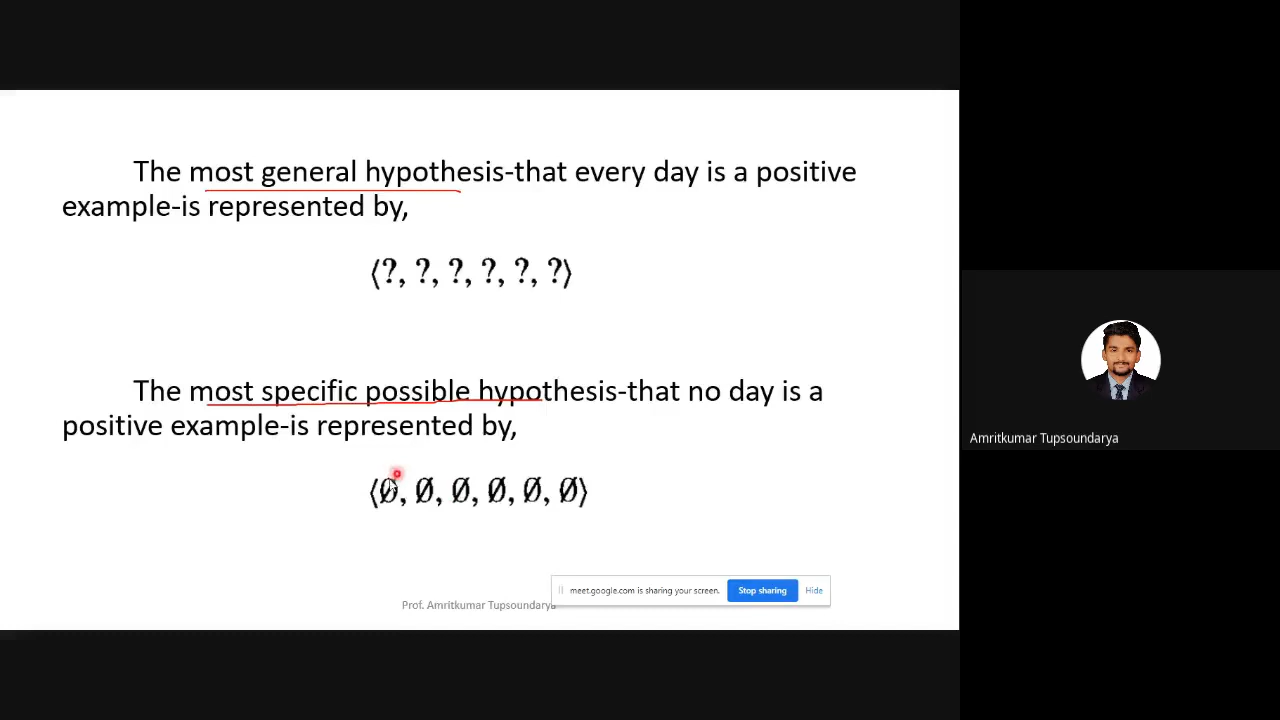 The most general hypothesis-that every day is a positive
example-is represented by,
⟨?, ?, ?, ?, ?, ?⟩
The most specific possible hypothesis-that no day is a
positive example-is represented by,
⟨Ø, Ø, Ø, Ø, Ø, Ø⟩
meet.google.com is sharing your screen. Stop sharing Hide
Prof. Amritkumar Tupsoundarya
Amritkumar Tupsoundarya